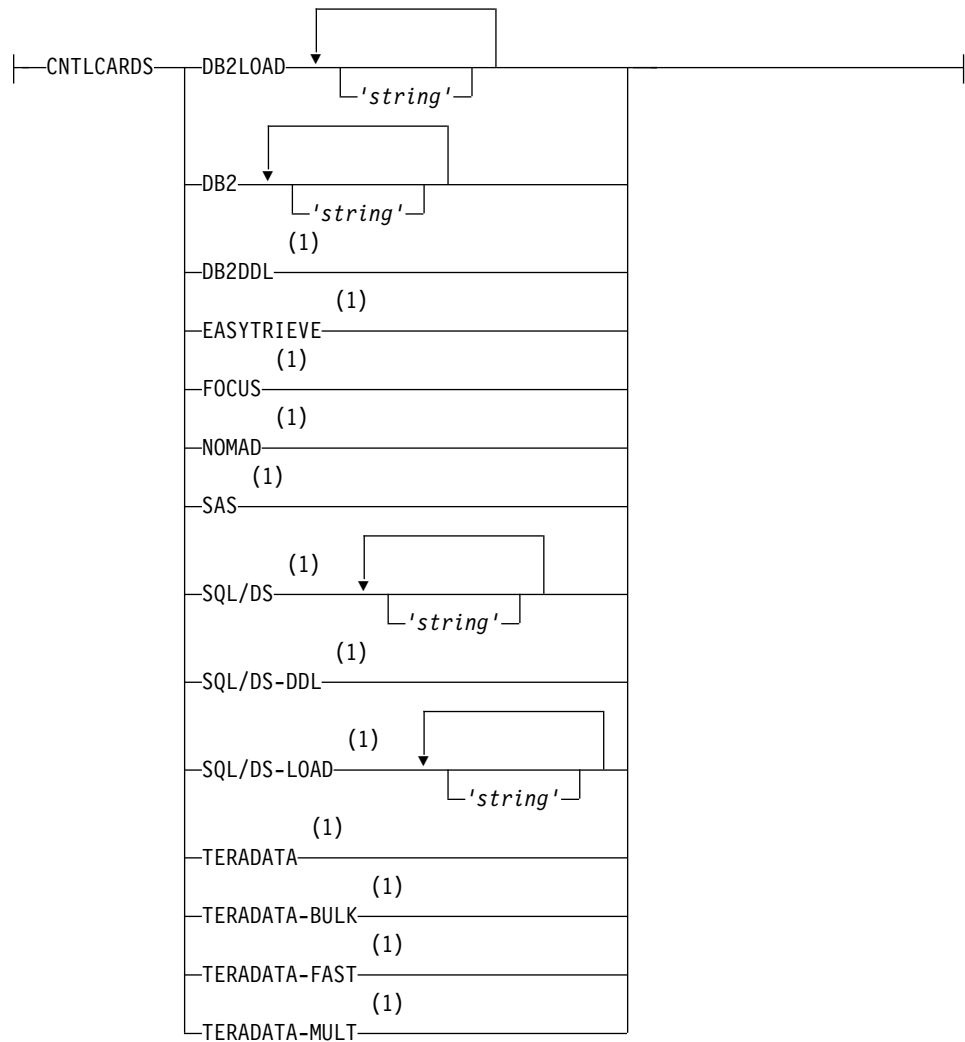 CNTLCARDS DB2LOAD
'string'
DB2
'string'
(1)
DB2DDL
(1)
EASYTRIEVE
(1)
FOCUS
(1)
NOMAD
(1)
SAS
(1)
SQL/DS
'string'
(1)
SQL/DS-DDL
(1)
SQL/DS-LOAD
'string'
(1)
TERADATA
(1)
TERADATA-BULK
(1)
TERADATA-FAST
(1)
TERADATA-MULT